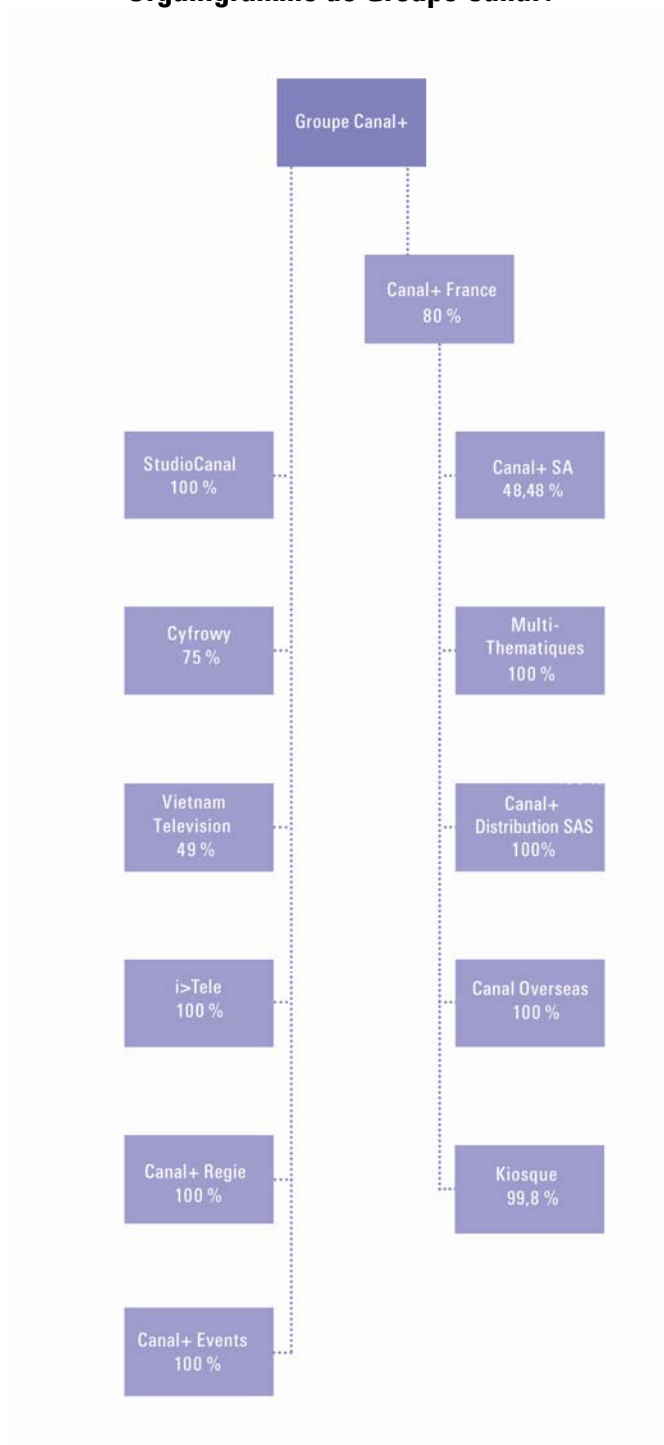 Groupe Canal+
Canal+ France
80 %
StudioCanal
100 %
Cyfrowy
75 %
Vietnam
Television
49 %
i>Tele
100 %
Canal+ Regie
100 %
Canal+ Events
100 %
Canal+ SA
48,48 %
Multi-
Thematiques
100 %
Canal+
Distribution SAS
100%
Canal Overseas
100 %
Kiosque
99,8 %